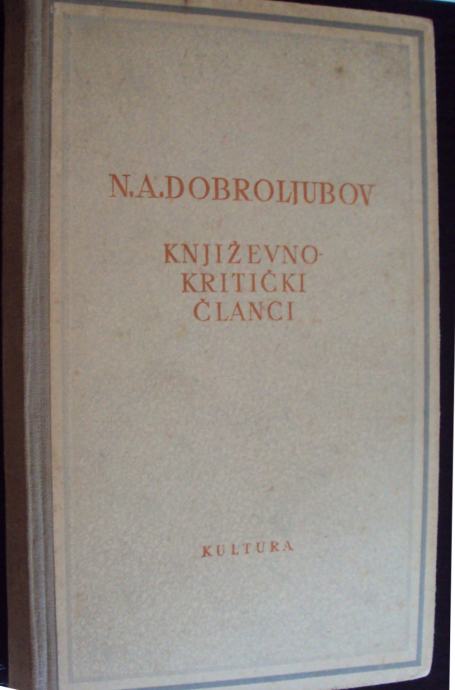 N.A.DOBROLJUBOV
KNJIŽEVNO-
KRITIČKI
ČLANCI
KULTURA